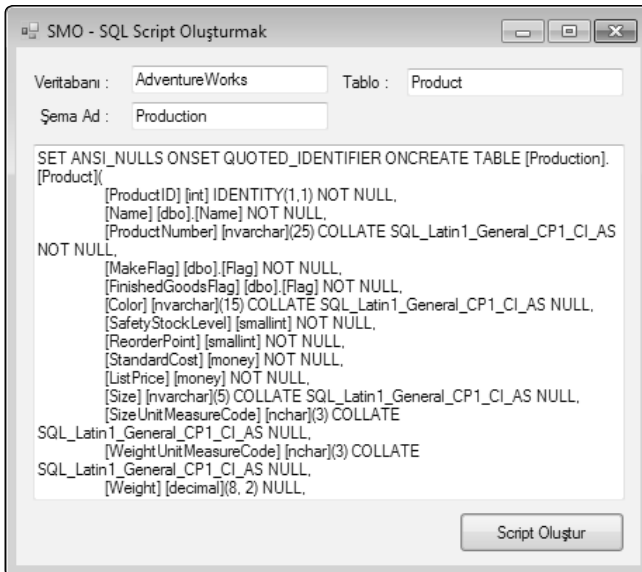 SMO - SQL Script Oluşturmak
Veritabanı : AdventureWorks Tablo : Product
Şema Ad : Production
SET ANSI_NULLS ONSET QUOTED_IDENTIFIER ONCREATE TABLE [Production].
[Product](
[ProductID] [int] IDENTITY(1,1) NOT NULL,
[Name] [dbo].[Name] NOT NULL,
[ProductNumber] [nvarchar](25) COLLATE SQL_Latin1_General_CP1_CI_AS
NOT NULL,
[MakeFlag] [dbo].[Flag] NOT NULL,
[FinishedGoodsFlag] [dbo].[Flag] NOT NULL,
[Color] [nvarchar](15) COLLATE SQL_Latin1_General_CP1_CI_AS NULL,
[SafetyStockLevel] [smallint] NOT NULL,
[ReorderPoint] [smallint] NOT NULL,
[StandardCost] [money] NOT NULL,
[ListPrice] [money] NOT NULL,
[Size] [nvarchar](5) COLLATE SQL_Latin1_General_CP1_CI_AS NULL,
[SizeUnitMeasureCode] [nchar](3) COLLATE
SQL_Latin1_General_CP1_CI_AS NULL,
[WeightUnitMeasureCode] [nchar](3) COLLATE
SQL_Latin1_General_CP1_CI_AS NULL,
[Weight] [decimal](8, 2) NULL,
Script Oluştur